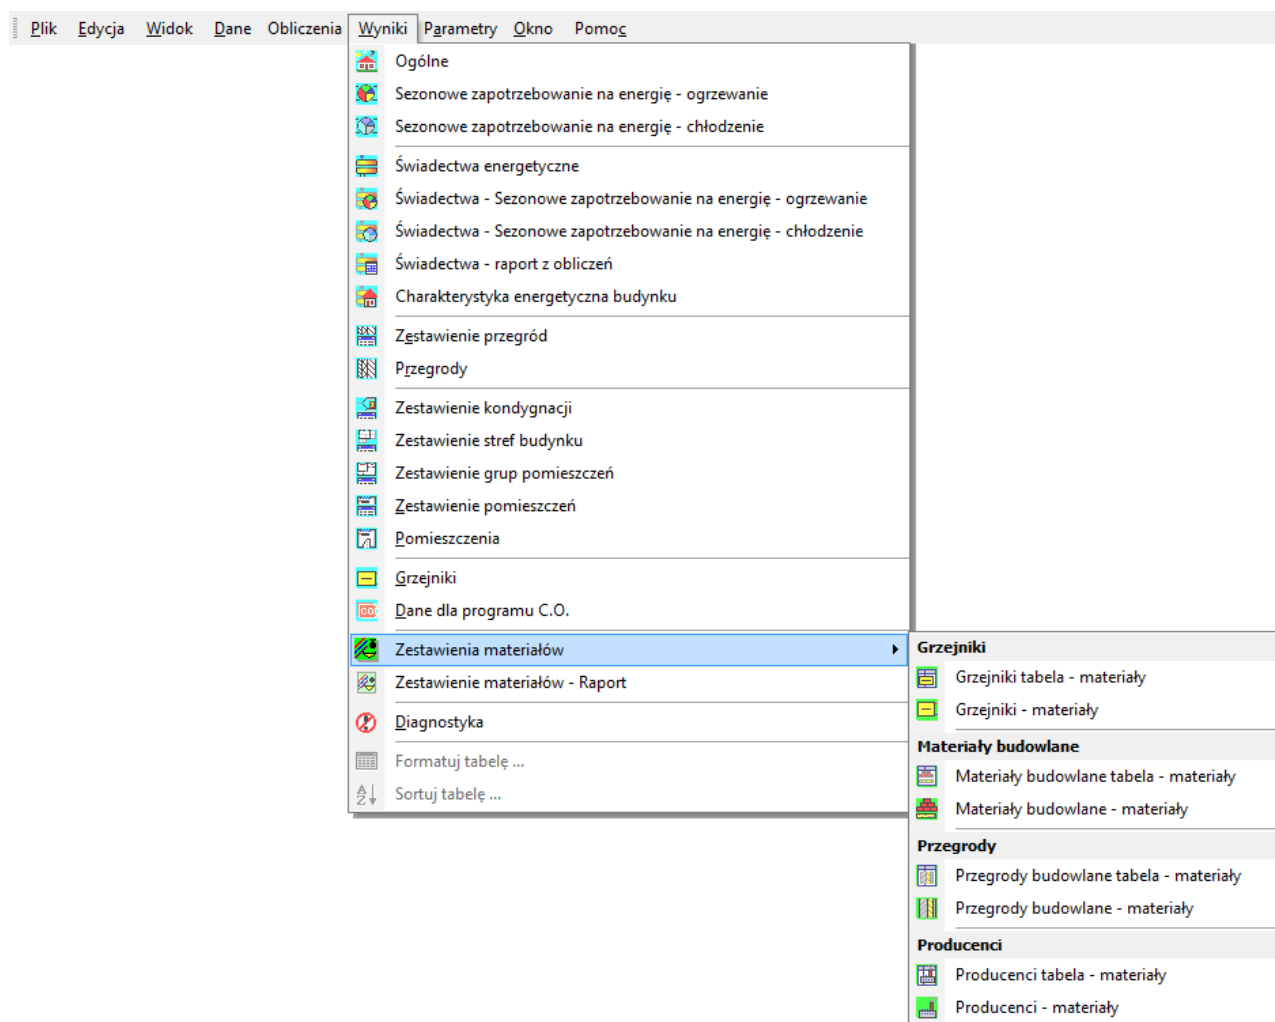 Plik Edycja Widok Dane Obliczenia Wyniki Parametry Okno Pomoc
Ogólne
Sezonowe zapotrzebowanie na energię - ogrzewanie
Sezonowe zapotrzebowanie na energię - chłodzenie
Świadectwa energetyczne
Świadectwa - Sezonowe zapotrzebowanie na energię - ogrzewanie
Świadectwa - Sezonowe zapotrzebowanie na energię - chłodzenie
Świadectwa - raport z obliczeń
Charakterystyka energetyczna budynku
Zestawienie przegród
Przegrody
Zestawienie kondygnacji
Zestawienie stref budynku
Zestawienie grup pomieszczeń
Zestawienie pomieszczeń
Pomieszczenia
Grzejniki
Dane dla programu C.O.
Zestawienia materiałów
Zestawienie materiałów - Raport
Diagnostyka
Formatuj tabelę ...
Sortuj tabelę ...
Grzejniki
Grzejniki tabela - materiały
Grzejniki - materiały
Materiały budowlane
Materiały budowlane tabela - materiały
Materiały budowlane - materiały
Przegrody
Przegrody budowlane tabela - materiały
Przegrody budowlane - materiały
Producenci
Producenci tabela - materiały
Producenci - materiały